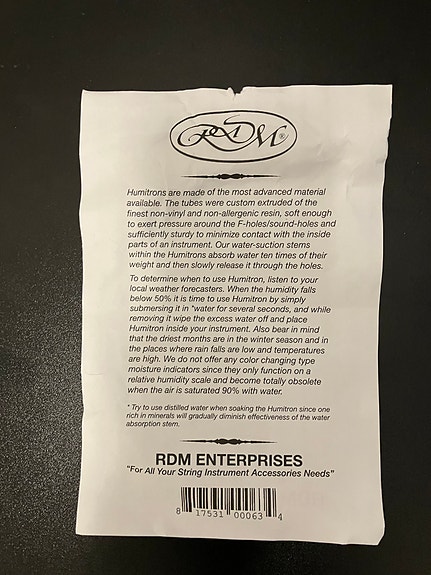 RDM®
Humitrons are made of the most advanced material
available. The tubes were custom extruded of the
finest non-vinyl and non-allergenic resin, soft enough
to exert pressure around the F-holes/sound-holes and
sufficiently sturdy to minimize contact with the inside
parts of an instrument. Our water-suction stems
within the Humitrons absorb water ten times of their
weight and then slowly release it through the holes.
To determine when to use Humitron, listen to your
local weather forecasters. When the humidity falls
below 50% it is time to use Humitron by simply
submersing it in *water for several seconds, and while
removing it wipe the excess water off and place
Humitron inside your instrument. Also bear in mind
that the driest months are in the winter season and in
the places where rain falls are low and temperatures
are high. We do not offer any color changing type
moisture indicators since they only function on a
relative humidity scale and become totally obsolete
when the air is saturated 90% with water.
* Try to use distilled water when soaking the Humitron since one
rich in minerals will gradually diminish effectiveness of the water
absorption stem.
RDM ENTERPRISES
"For All Your String Instrument Accessories Needs"
8 17531 00063 4